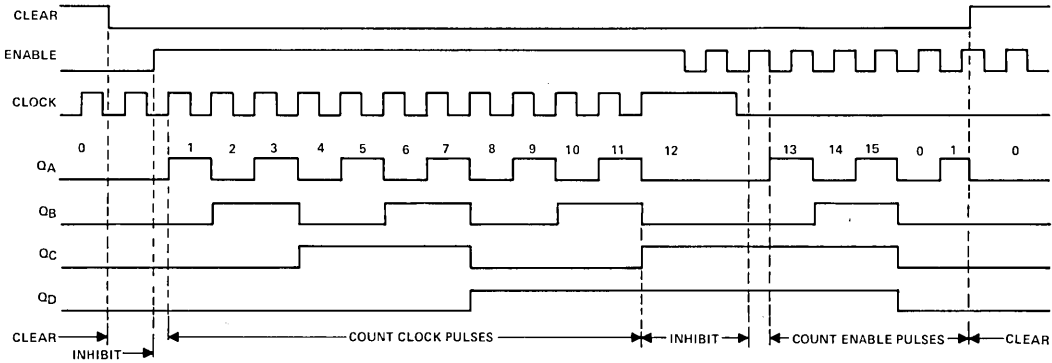 CLEAR
ENABLE
CLOCK
0 1 2 3 4 5 6 7 8 9 10 11 12 13 14 15 0 1 0
QA
QB
QC
QD
CLEAR INHIBIT COUNT CLOCK PULSES INHIBIT COUNT ENABLE PULSES CLEAR